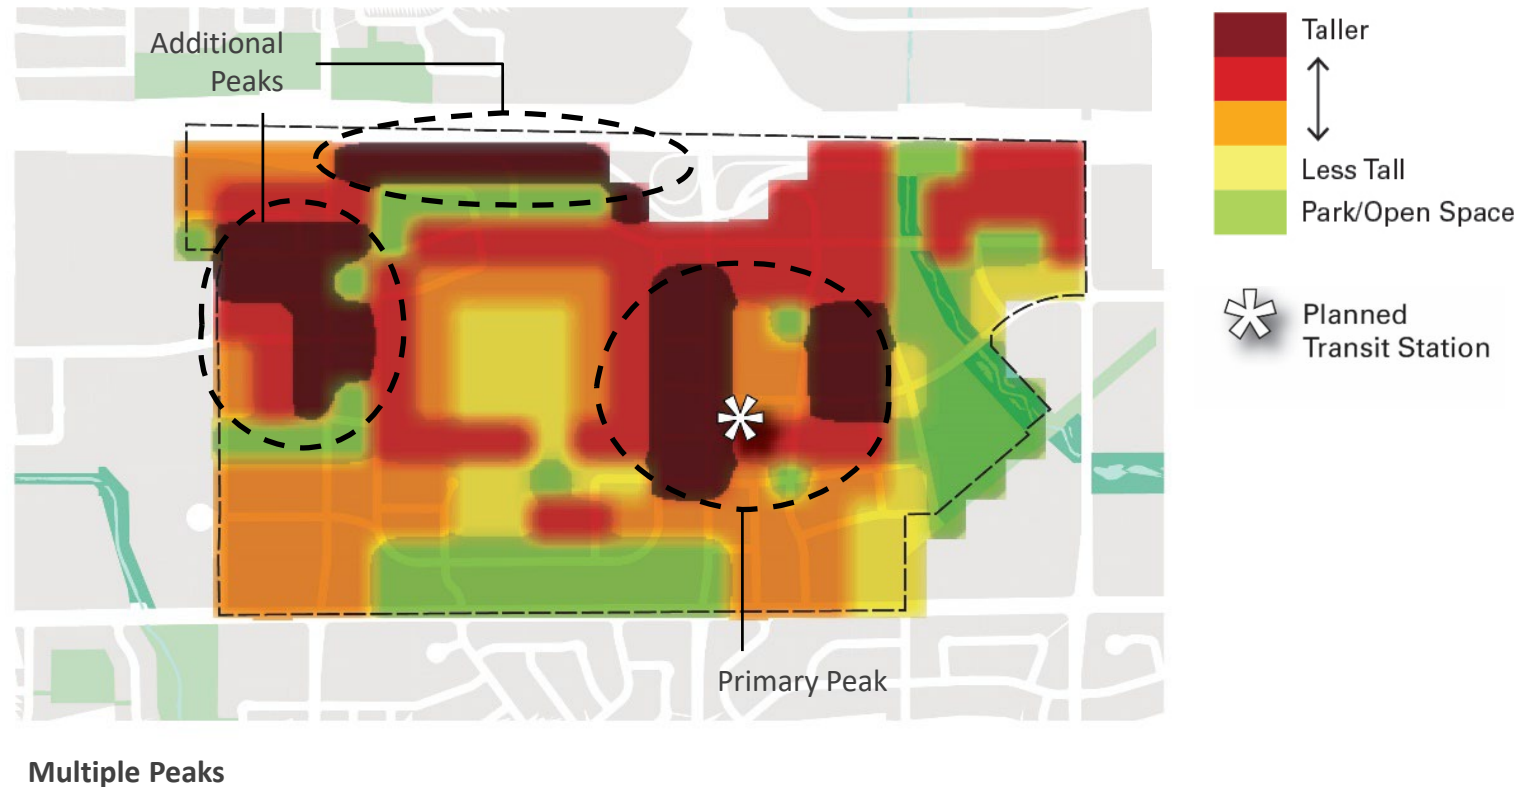 Additional
Peaks
Taller
Less Tall
Park/Open Space
Planned
Transit Station
Primary Peak
Multiple Peaks